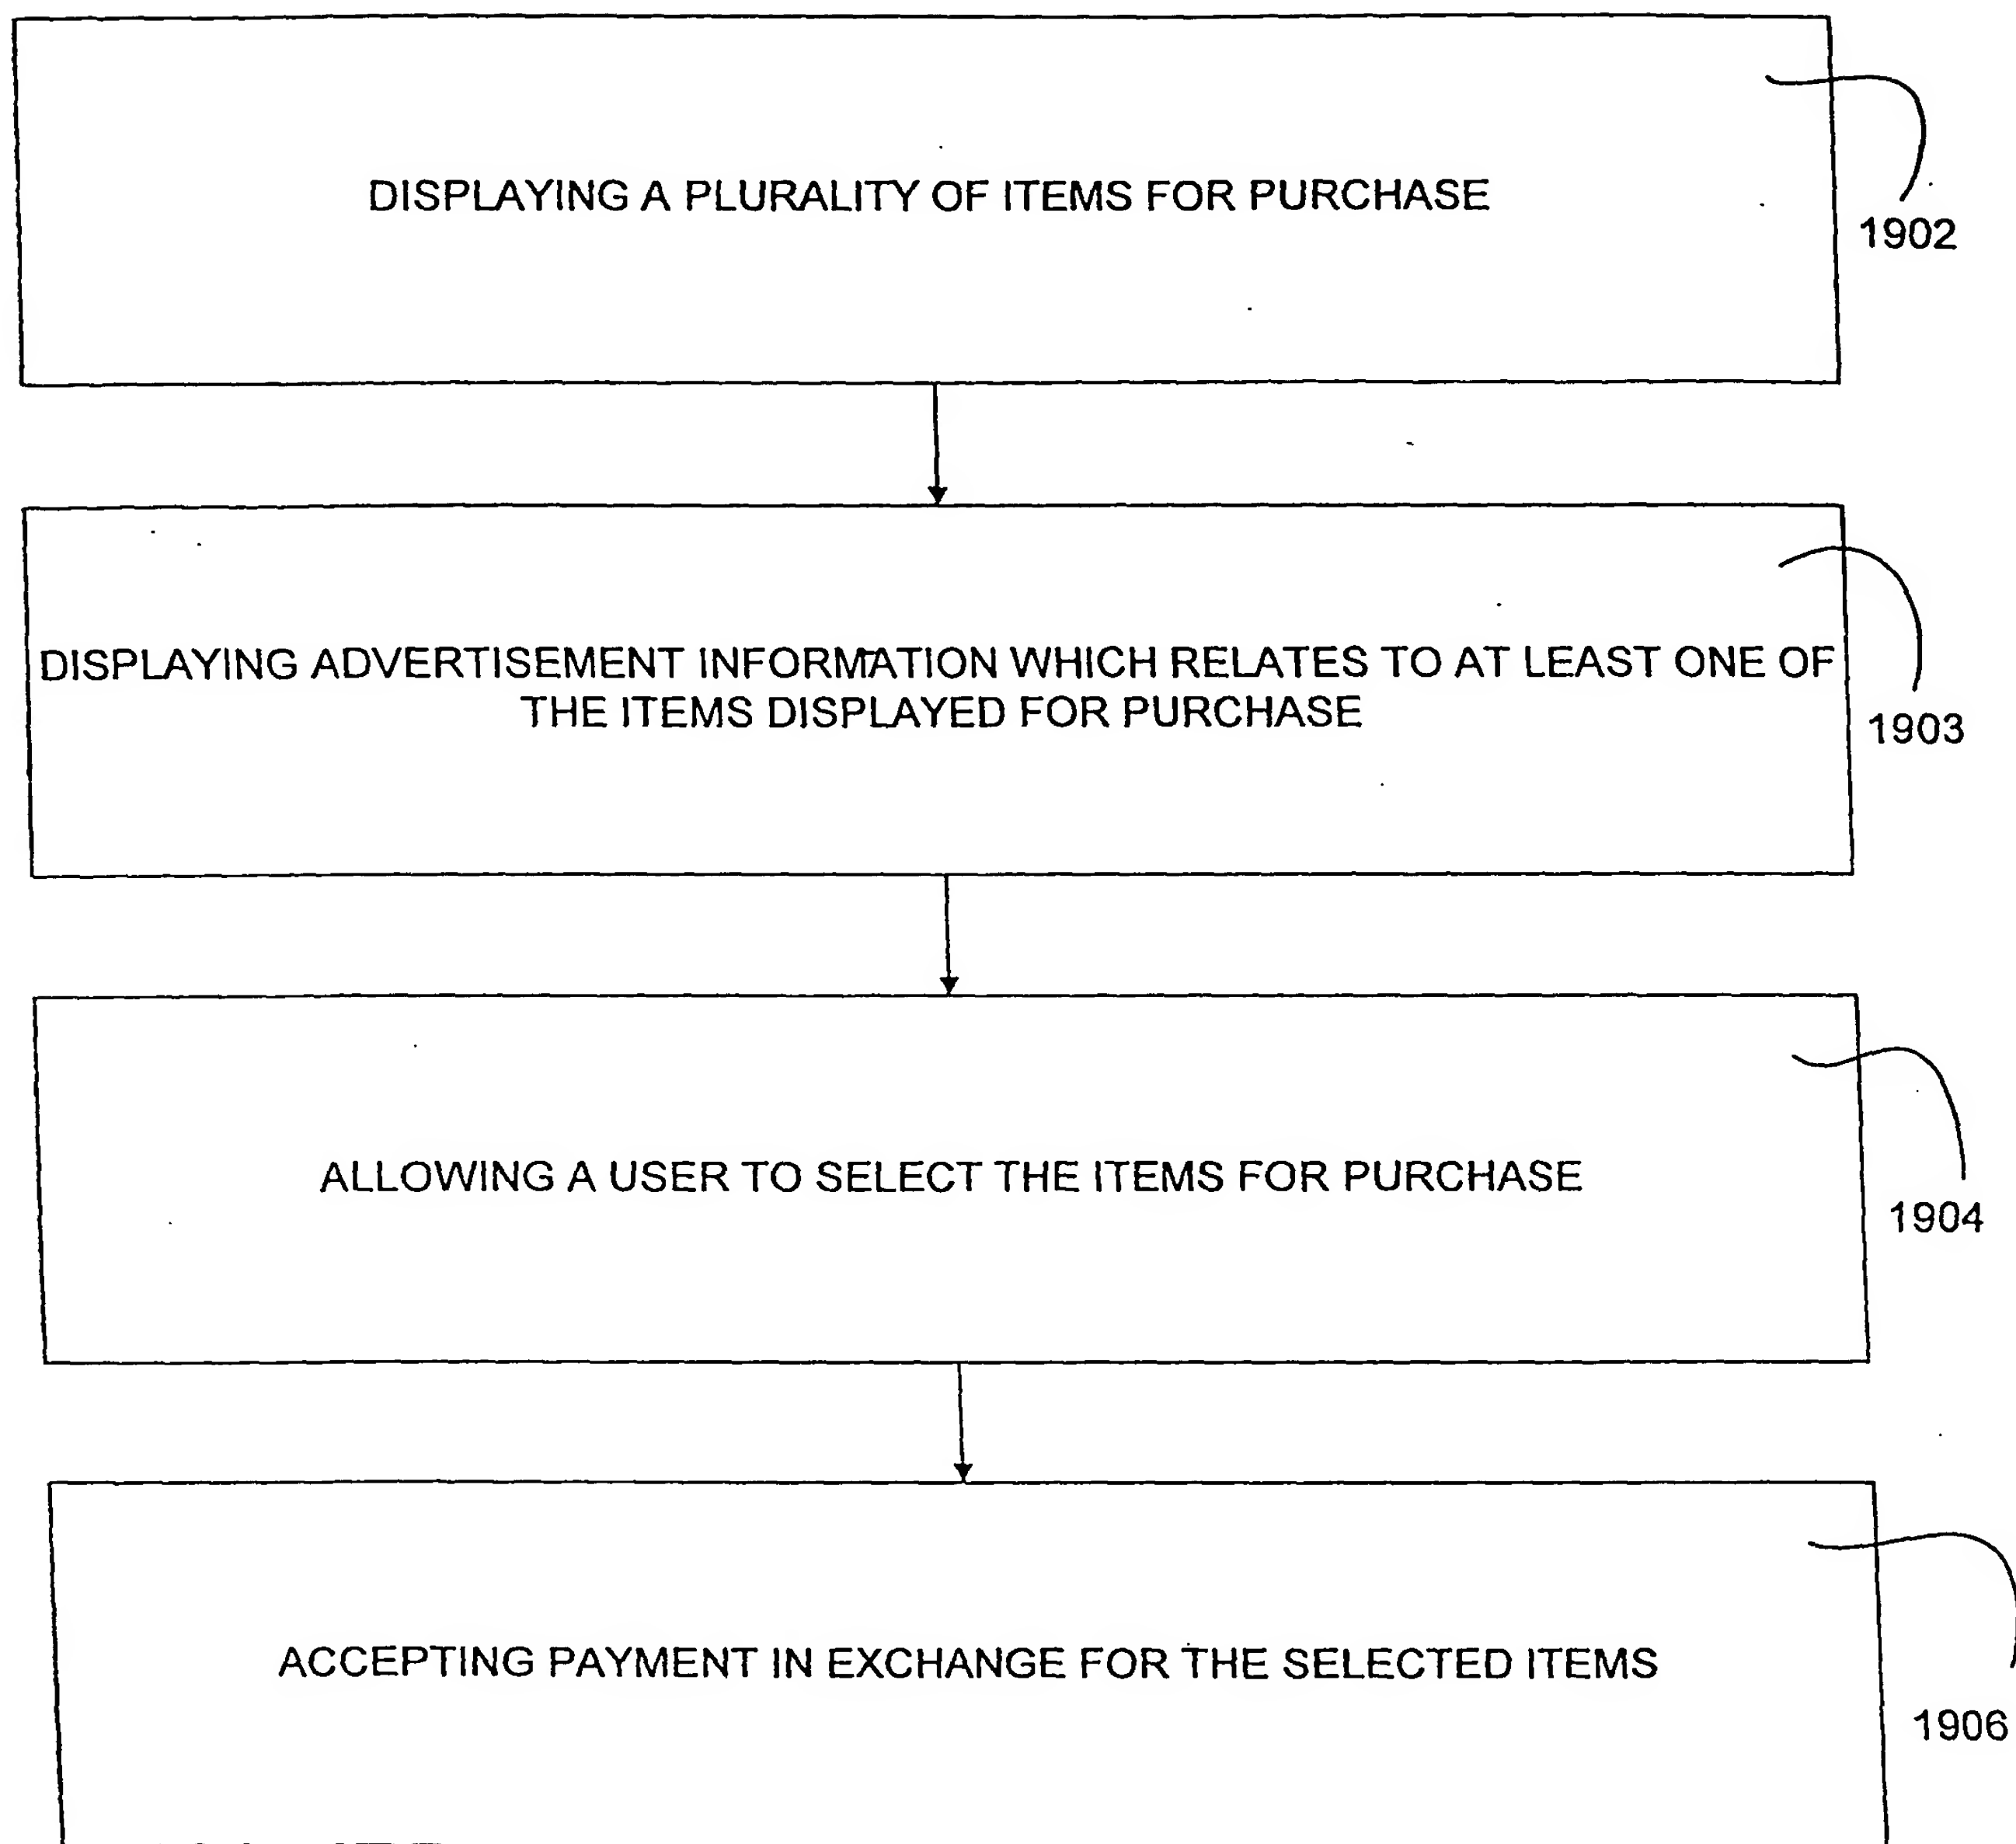 DISPLAYING A PLURALITY OF ITEMS FOR PURCHASE
1902
DISPLAYING ADVERTISEMENT INFORMATION WHICH RELATES TO AT LEAST ONE OF
THE ITEMS DISPLAYED FOR PURCHASE
1903
ALLOWING A USER TO SELECT THE ITEMS FOR PURCHASE
1904
ACCEPTING PAYMENT IN EXCHANGE FOR THE SELECTED ITEMS
1906